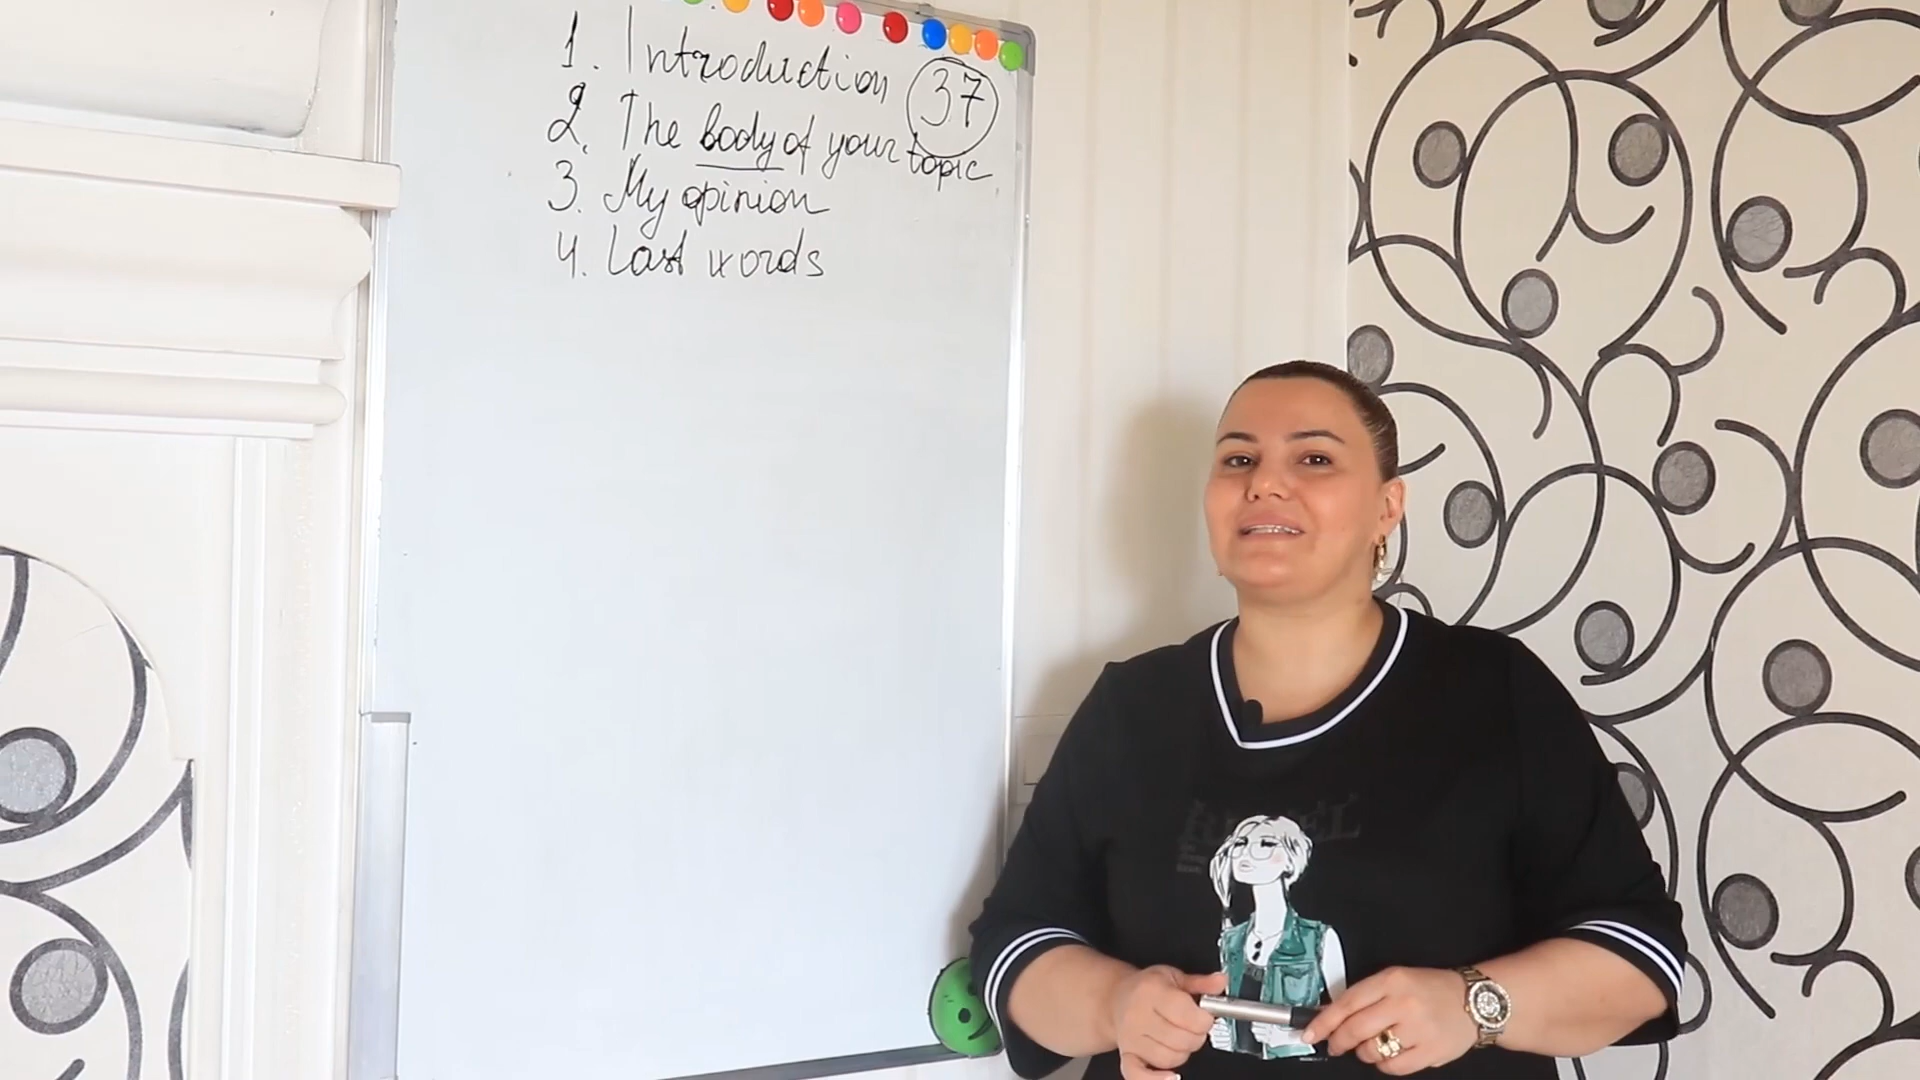 1. Introduction 37
2. The body of your topic
3. My opinion
4. Last words